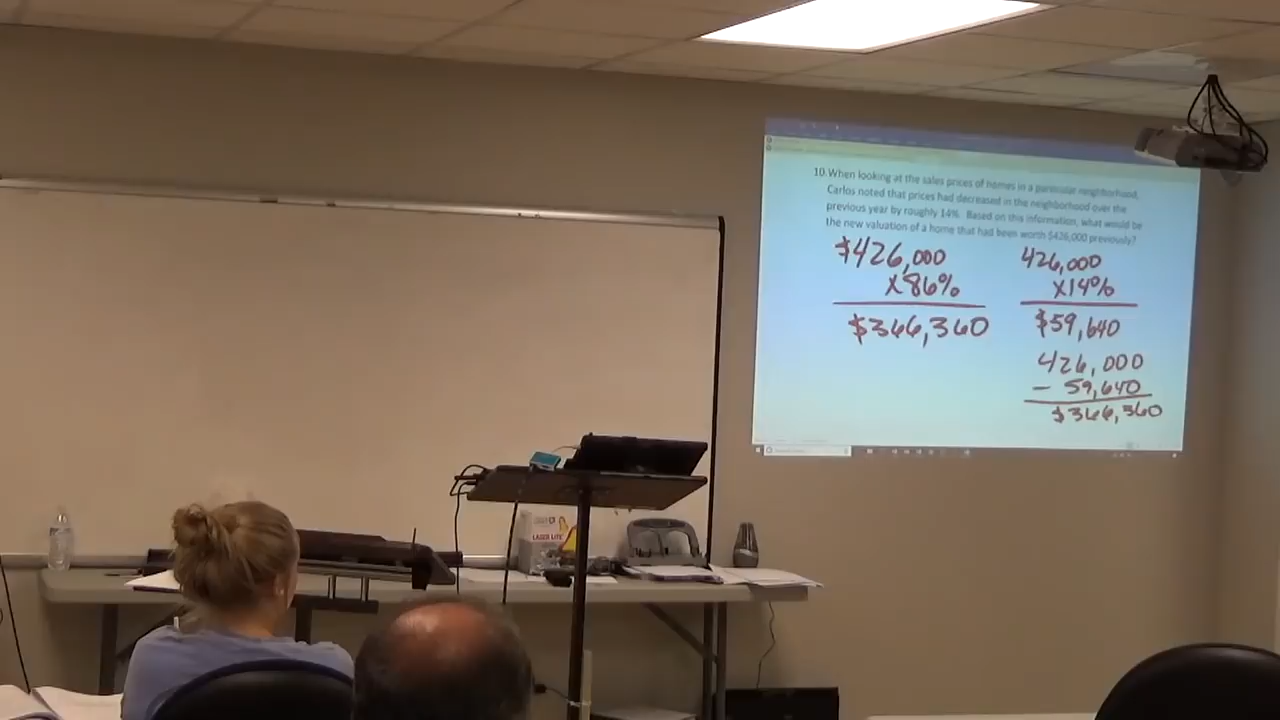 10. When looking at the sales prices of homes in a particular neighborhood,
Carlos noted that prices had decreased in the neighborhood over the
previous year by roughly 14%. Based on this information, what would be
the new valuation of a home that had been worth $426,000 previously?
$426,000
X86%
$366,360
426,000
X14%
$59,640
426,000
- 59,640
$366,360
LASER LITE